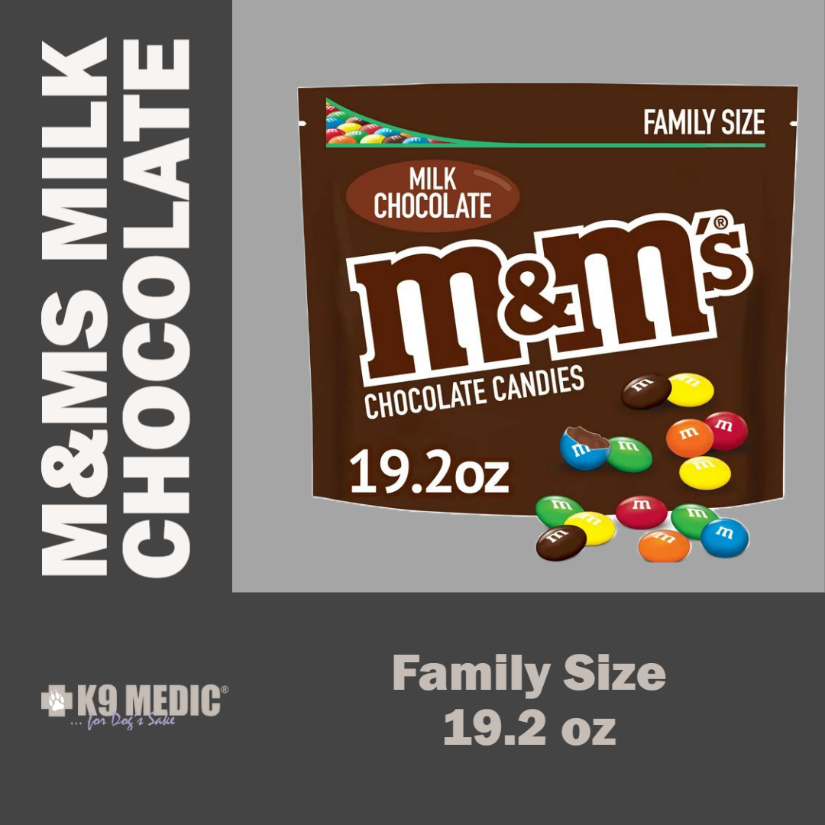 M&MS MILK
CHOCOLATE
FAMILY SIZE
MILK
CHOCOLATE
m&m's®
CHOCOLATE CANDIES
19.2oz
m
m
m
m
m
m
m
m
m
m
m
m
K9 MEDIC®
... for Dog's Sake
Family Size
19.2 oz